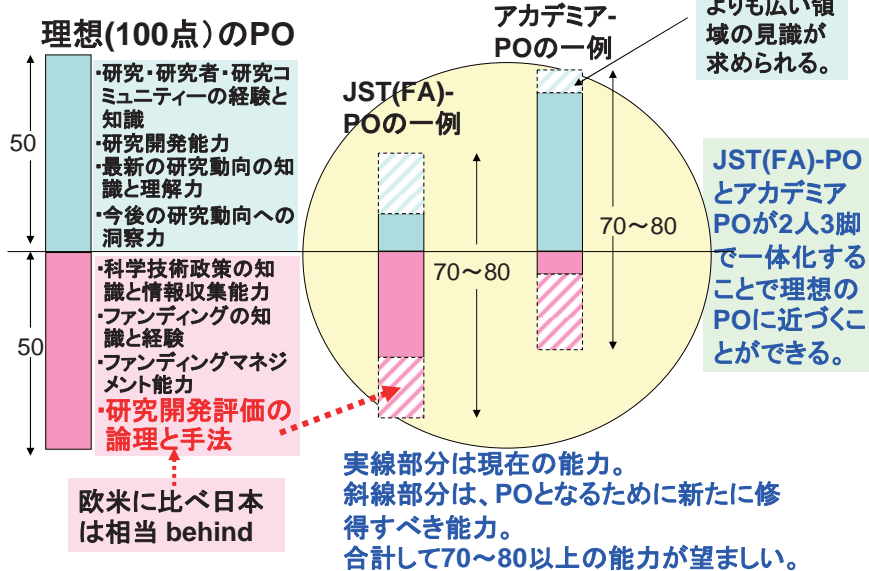 理想(100点)のPO
50
・研究・研究者・研究コ
ミュニティーの経験と
知識
・研究開発能力
・最新の研究動向の知
識と理解力
・今後の研究動向への
洞察力
50
・科学技術政策の知
識と情報収集能力
・ファンディングの知
識と経験
・ファンディングマネジ
メント能力
・研究開発評価の
論理と手法
欧米に比べ日本
は相当 behind
JST(FA)-
POの一例
70～80
アカデミア-
POの一例
70～80
よりも広い領
域の見識が
求められる。
JST(FA)-PO
とアカデミア
POが2人3脚
で一体化する
ことで理想の
POに近づくこ
とができる。
実線部分は現在の能力。
斜線部分は、POとなるために新たに修
得すべき能力。
合計して70～80以上の能力が望ましい。